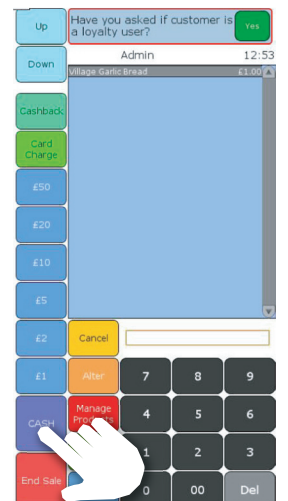 Up
Have you asked if customer is
a loyalty user?
Yes
Down
Admin 12:53
Village Garlic Bread £1.00
Cashback
Card
Charge
£50
£20
£10
£5
£2
Cancel
£1
Alter
7 8 9
CASH
Manage
Products
4 5 6
1 2 3
End Sale
0 00 Del